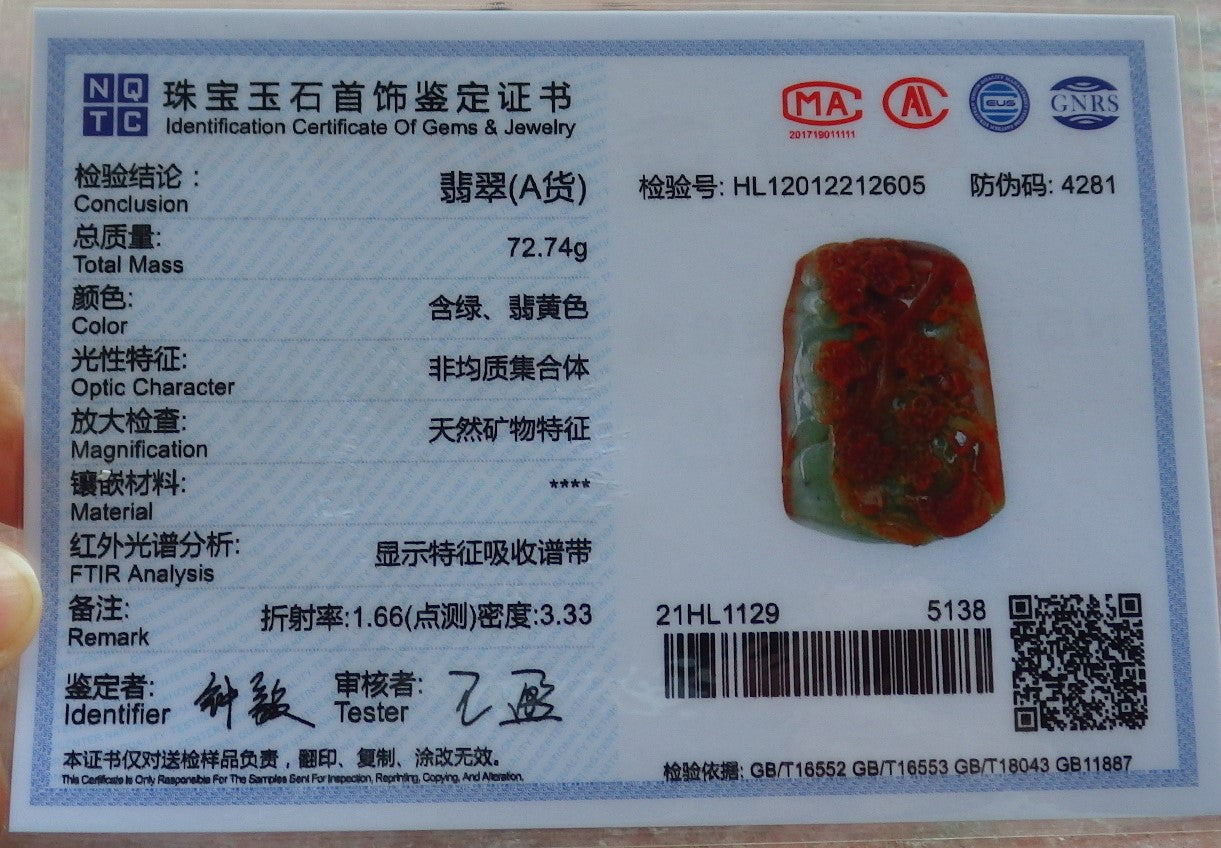 NQ
TC
珠宝玉石首饰鉴定证书
Identification Certificate Of Gems & Jewelry
MA
201719011111
EUS
GNRS
检验结论：
Conclusion
翡翠(A货)
总质量:
Total Mass
72.74g
颜色:
Color
含绿、翡黄色
光性特征:
Optic Character
非均质集合体
放大检查:
Magnification
天然矿物特征
镶嵌材料:
Material
****
红外光谱分析:
FTIR Analysis
显示特征吸收谱带
备注:
Remark
折射率:1.66(点测)密度:3.33
鉴定者:
Identifier
审核者:
Tester
本证书仅对送检样品负责，翻印、复制、涂改无效。
This Certificate Is Only Responsible For The Samples Sent For Inspection, Reprinting, Copying, And Alteration.
检验号: HL12012212605 防伪码: 4281
21HL1129 5138
检验依据: GB/T16552 GB/T16553 GB/T18043 GB11887